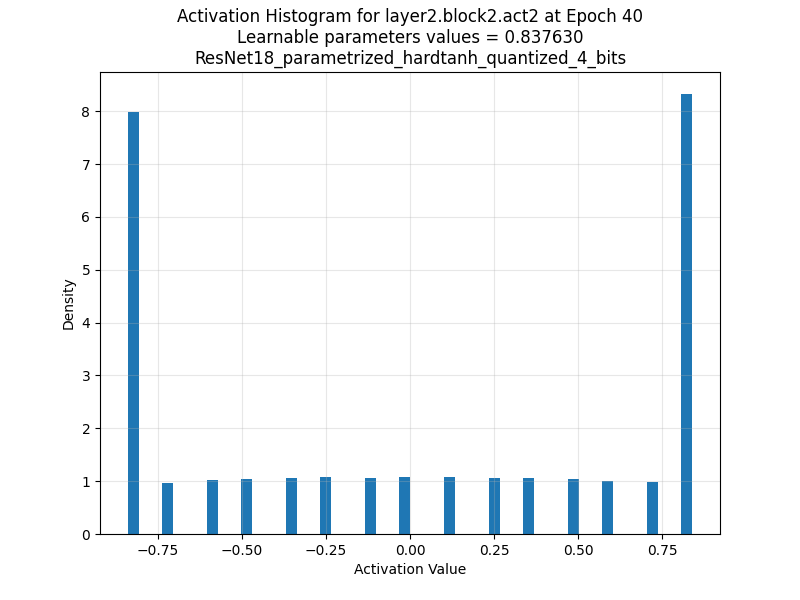 Activation Histogram for layer2.block2.act2 at Epoch 40
Learnable parameters values = 0.837630
ResNet18_parametrized_hardtanh_quantized_4_bits
8
7
6
5
4
3
2
1
0
Density
−0.75 −0.50 −0.25 0.00 0.25 0.50 0.75
Activation Value